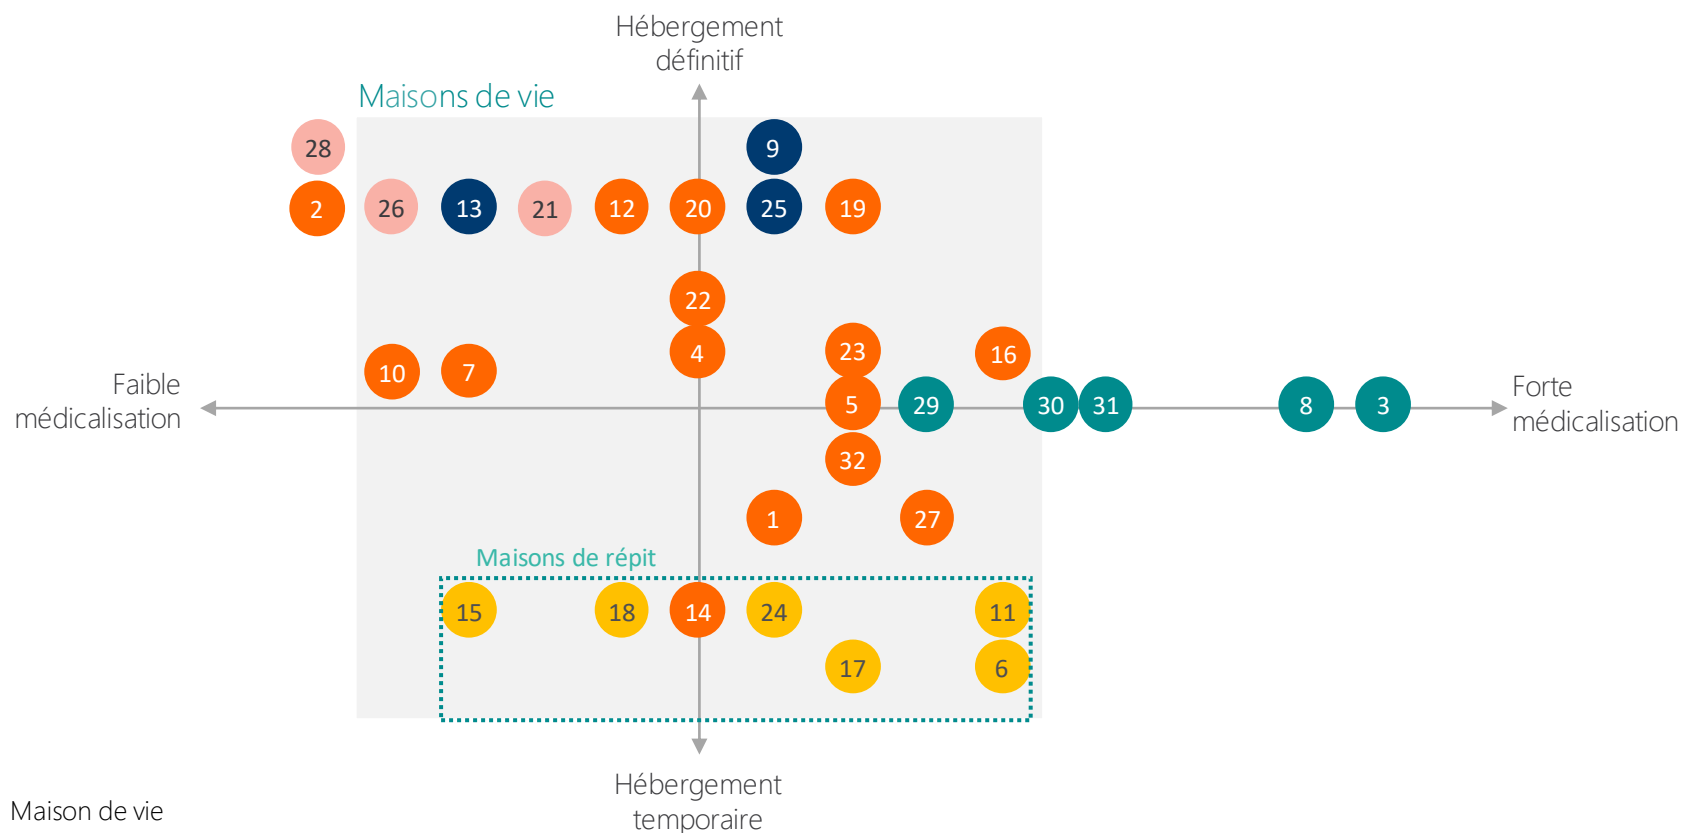 Hébergement
définitif
Maisons de vie
28
9
2
26
13
21
12
20
25
19
22
4
23
16
10
7
Faible
médicalisation
5
29
30
31
8
3
Forte
médicalisation
32
1
27
Maisons de répit
15
18
14
24
11
17
6
Hébergement
temporaire
Maison de vie